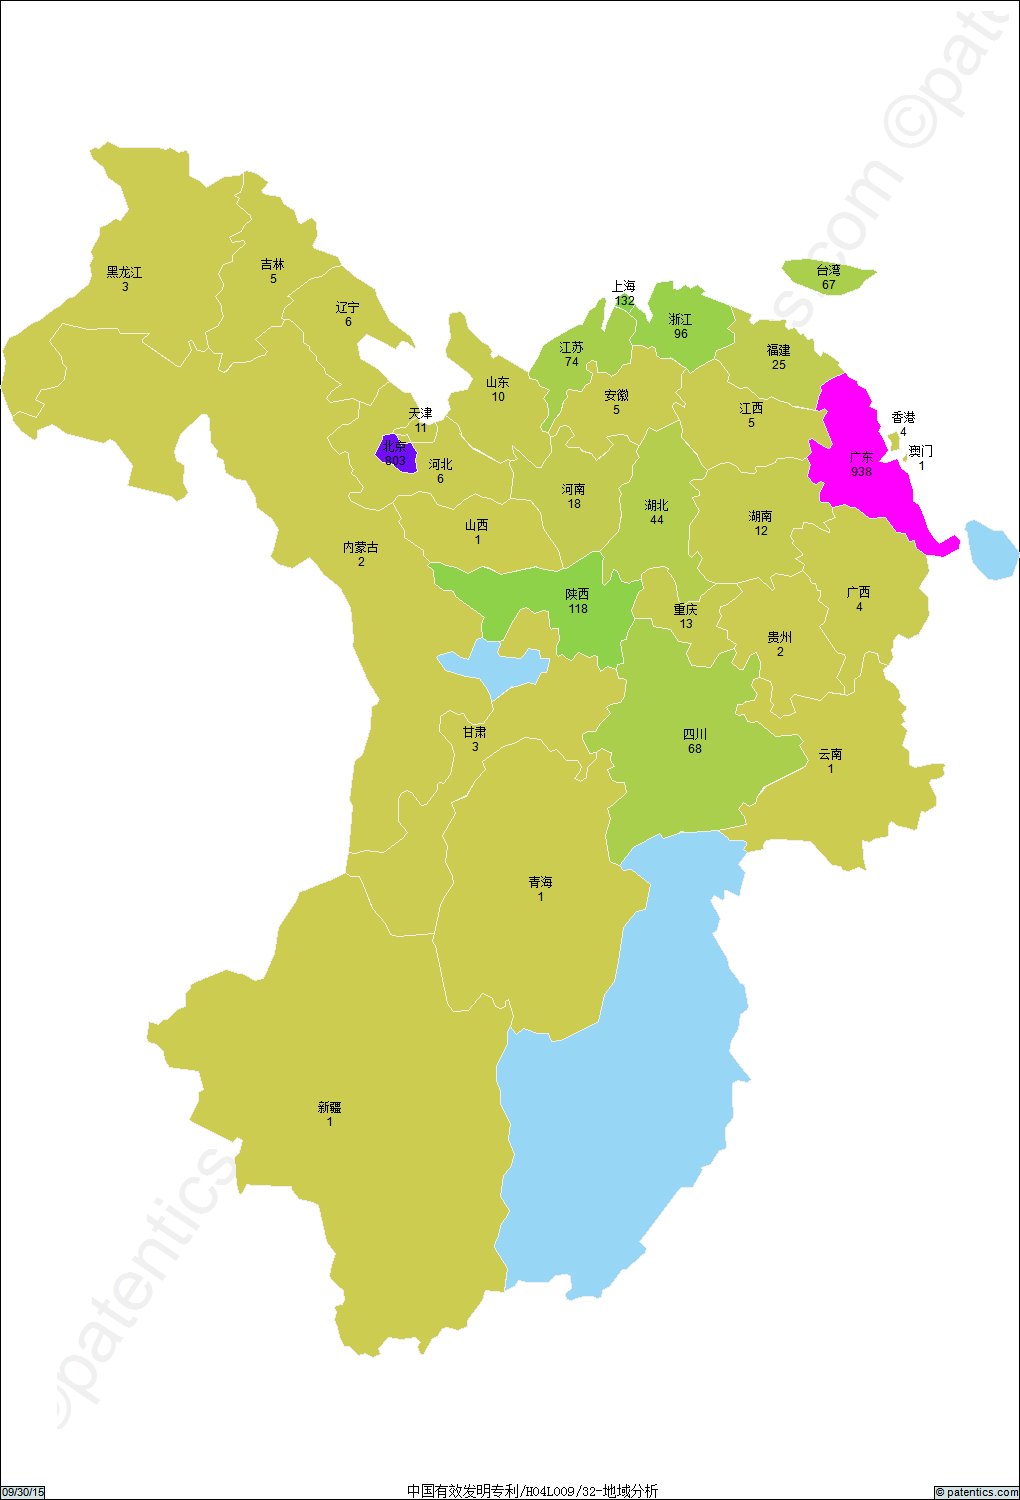 ©patentics.com
©patentics.com
黑龙江
3
吉林
5
辽宁
6
上海
132
浙江
96
台湾
67
江苏
74
福建
25
山东
10
安徽
5
江西
5
天津
11
香港
4
北京
803
河北
6
广东
938
澳门
1
河南
18
湖北
44
湖南
12
山西
1
内蒙古
2
陕西
118
重庆
13
广西
4
贵州
2
甘肃
3
四川
68
云南
1
青海
1
新疆
1
09/30/15
中国有效发明专利/H04L009/32-地域分析
© patentics.com